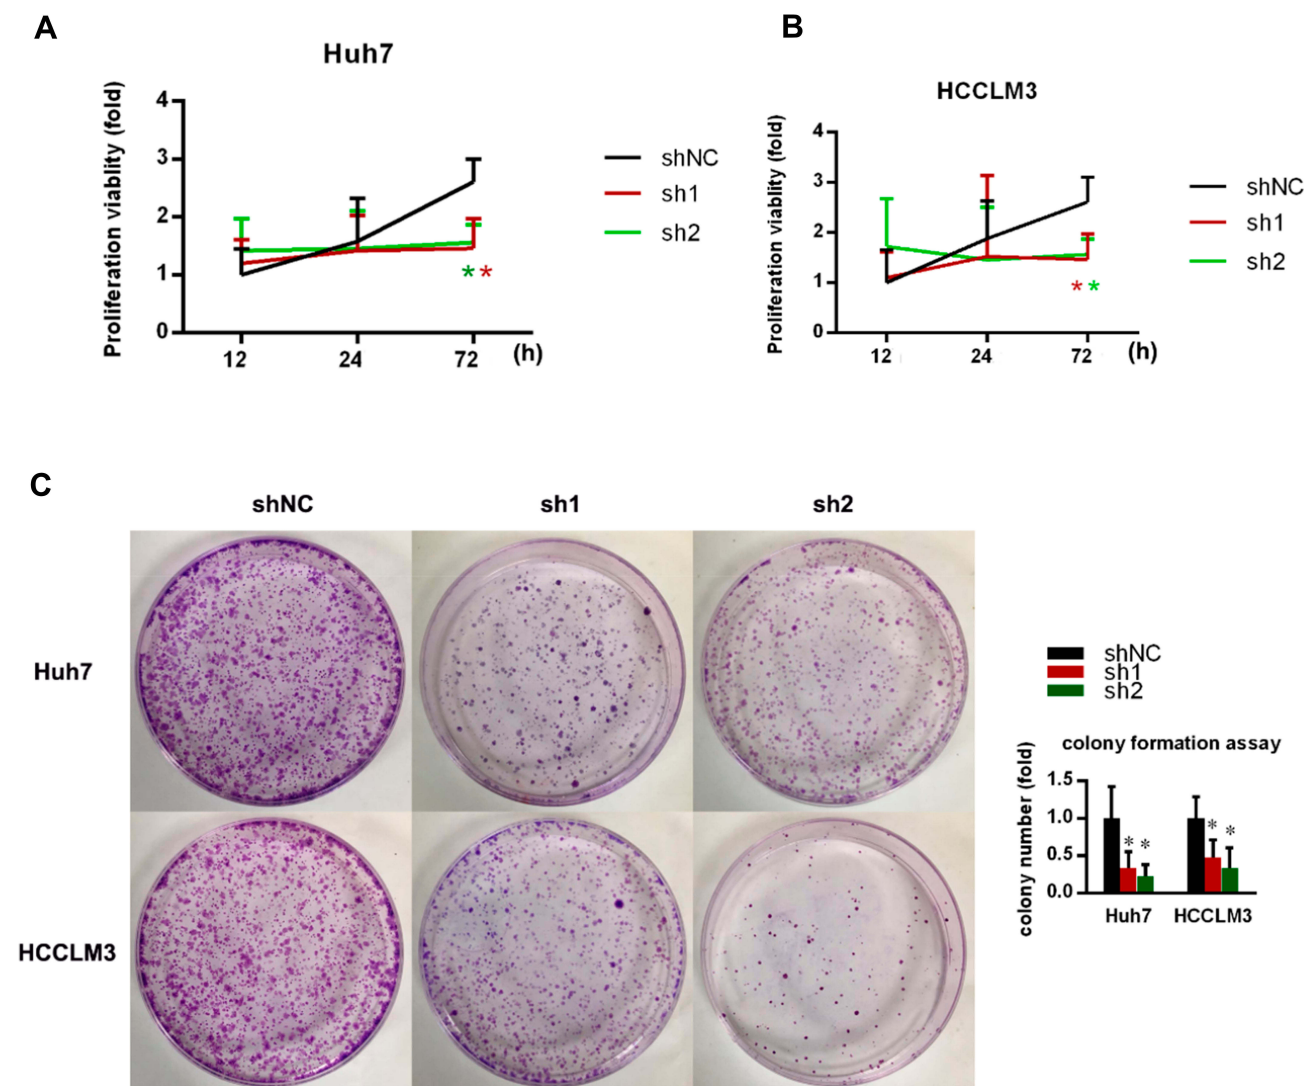 A
Huh7
Proliferation viablity (fold)
4
3
2
1
0
12 24 72 (h)
shNC
sh1
sh2
* *
B
HCCLM3
Proliferation viablity (fold)
4
3
2
1
0
12 24 72 (h)
shNC
sh1
sh2
* *
C
shNC sh1 sh2
Huh7
HCCLM3
shNC
sh1
sh2
colony formation assay
colony number (fold)
1.5
1.0
0.5
0.0
* * * *
Huh7 HCCLM3